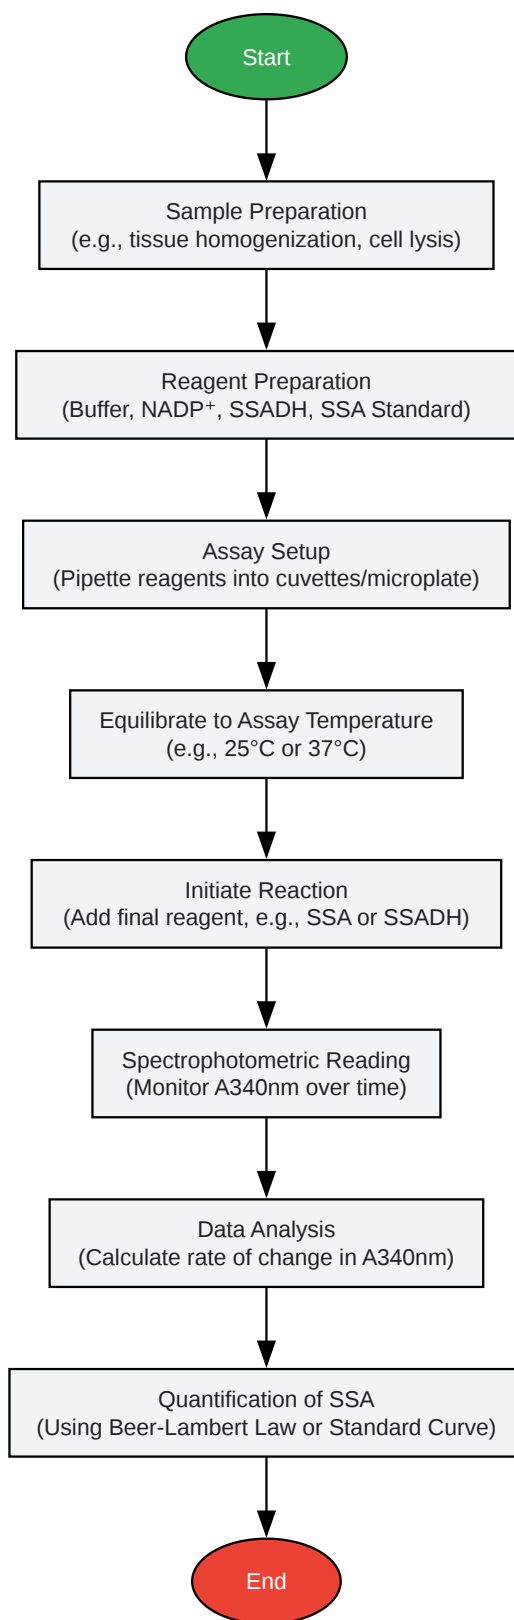 Start
Sample Preparation
(e.g., tissue homogenization, cell lysis)
Reagent Preparation
(Buffer, NADP⁺, SSADH, SSA Standard)
Assay Setup
(Pipette reagents into cuvettes/microplate)
Equilibrate to Assay Temperature
(e.g., 25°C or 37°C)
Initiate Reaction
(Add final reagent, e.g., SSA or SSADH)
Spectrophotometric Reading
(Monitor A340nm over time)
Data Analysis
(Calculate rate of change in A340nm)
Quantification of SSA
(Using Beer-Lambert Law or Standard Curve)
End